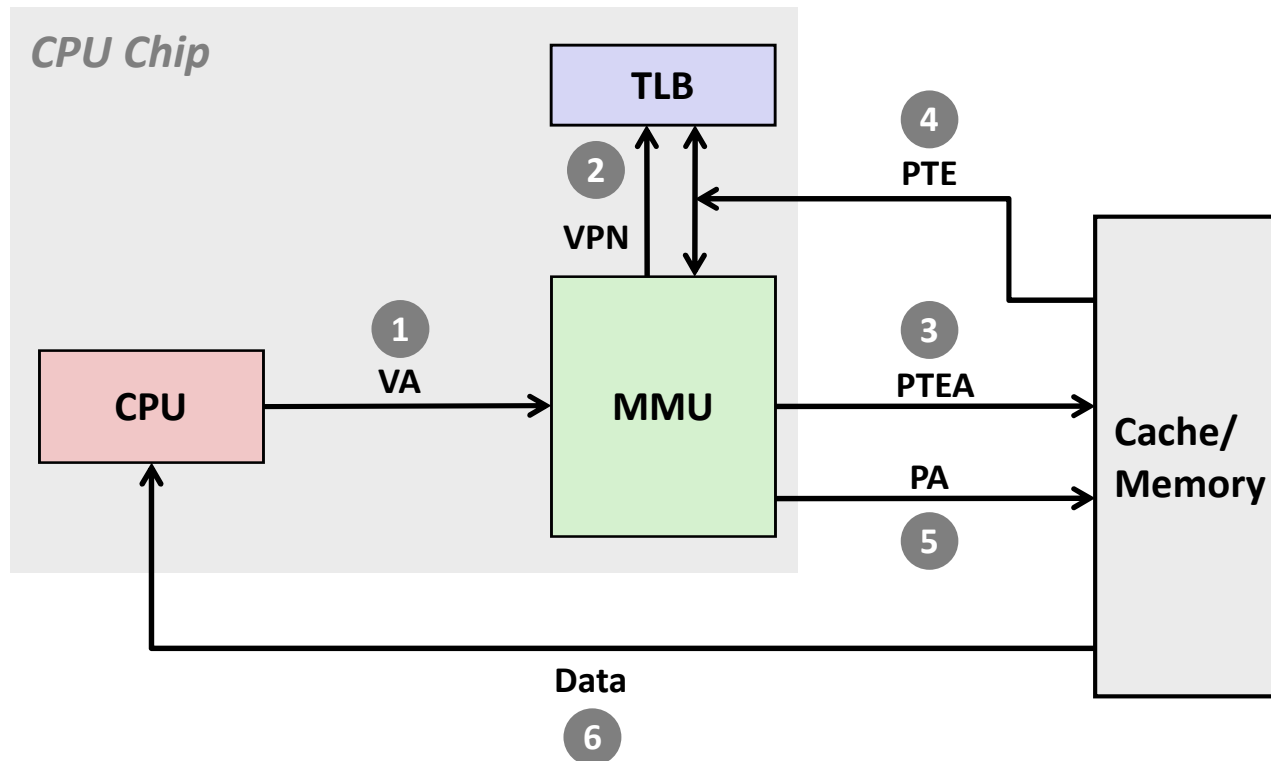 CPU Chip
TLB
4
2
PTE
VPN
1
3
VA
PTEA
CPU
MMU
Cache/
Memory
PA
5
Data
6